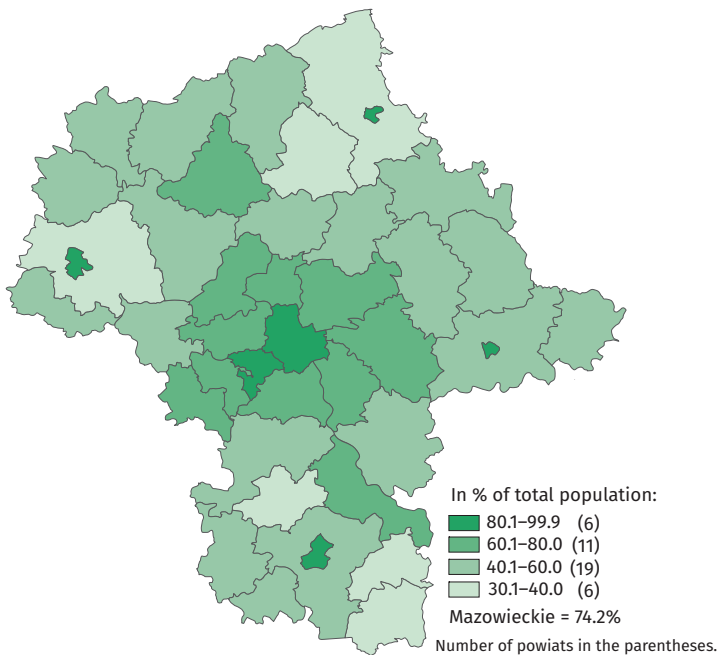 In % of total population:
80.1–99.9 (6)
60.1–80.0 (11)
40.1–60.0 (19)
30.1–40.0 (6)
Mazowieckie = 74.2%
Number of powiats in the parentheses.